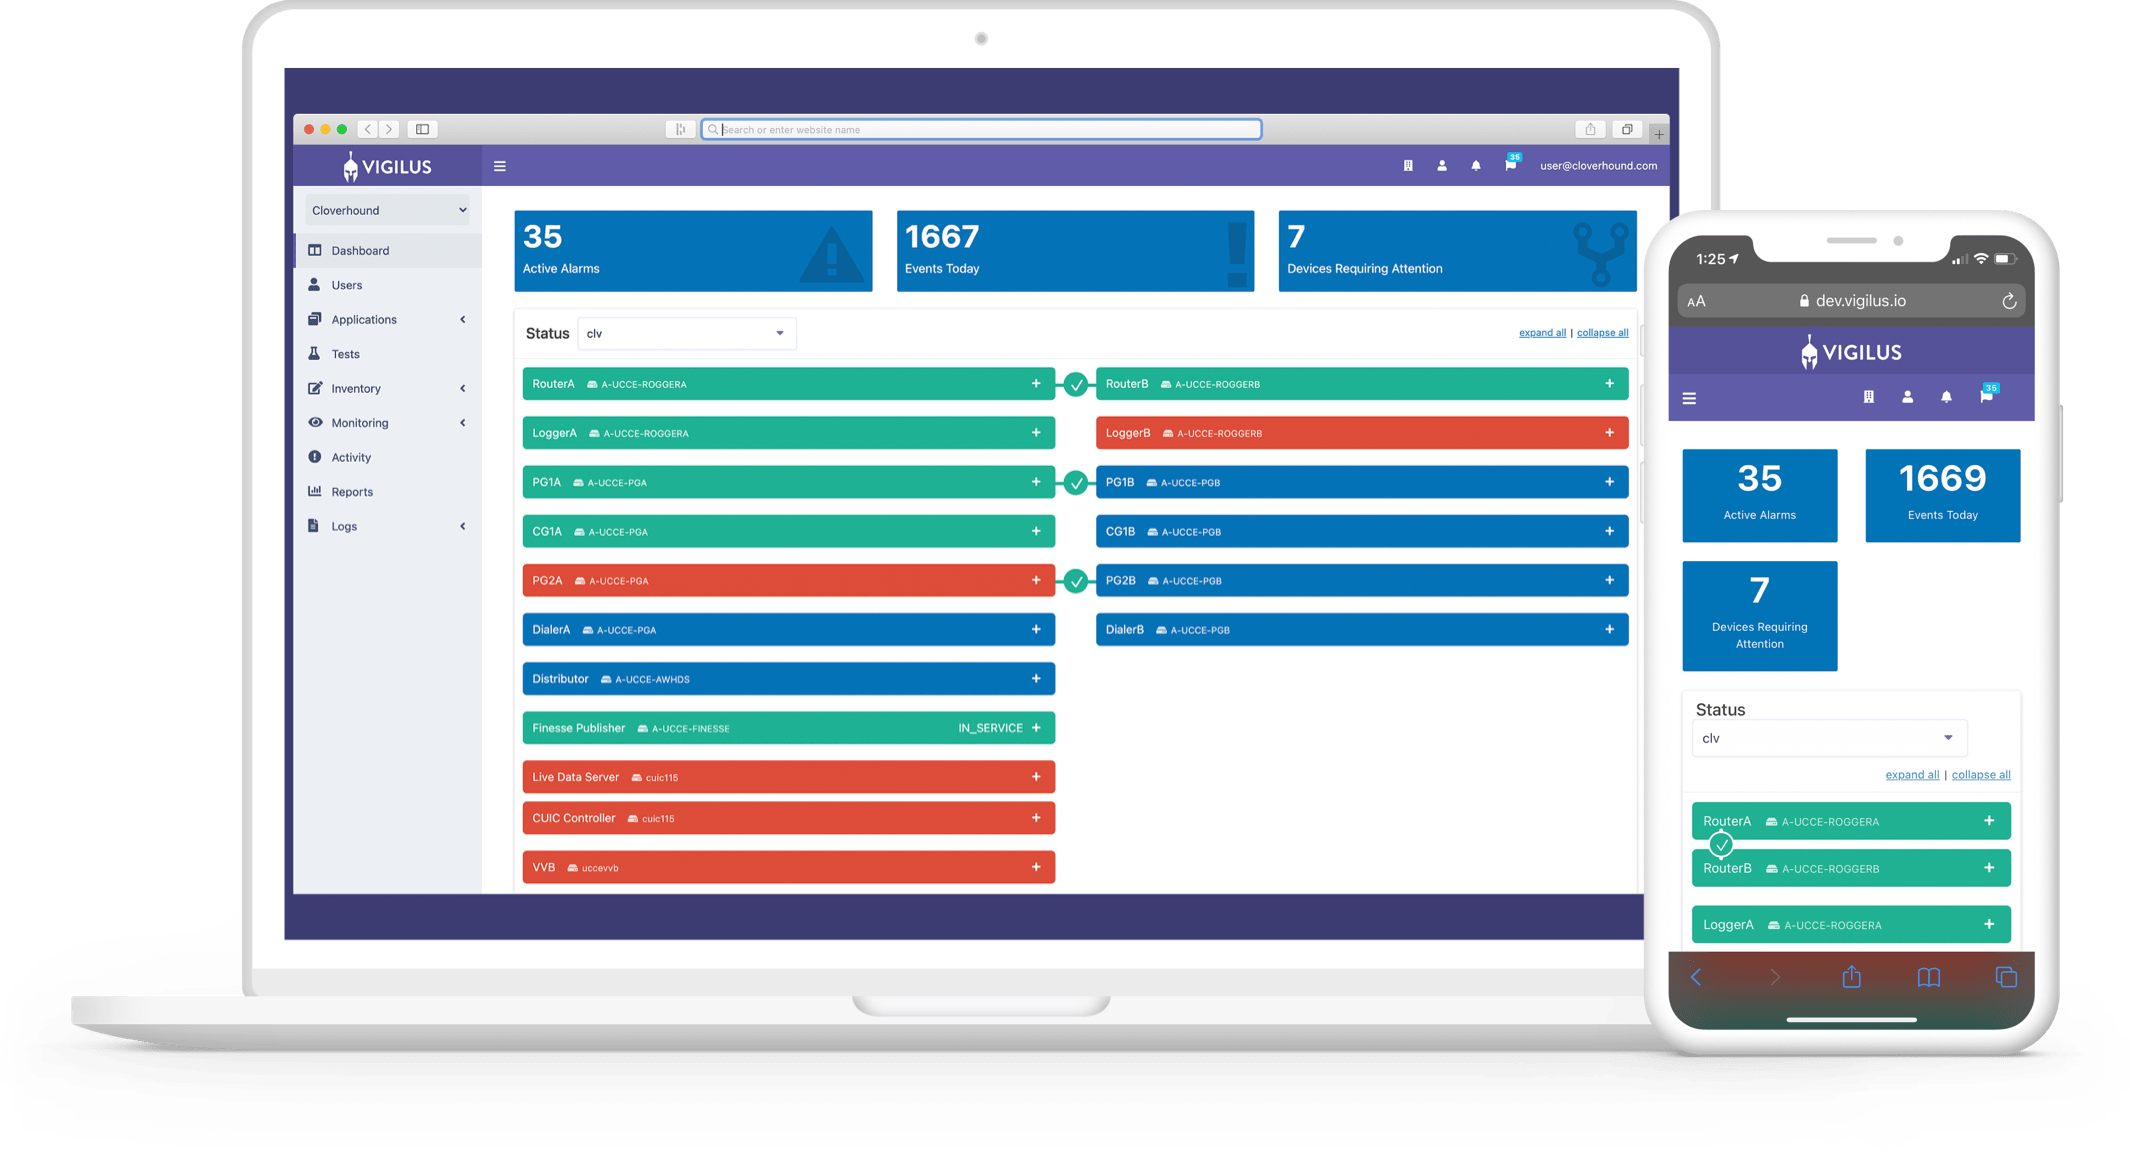 Search or enter website name
VIGILUS
35
user@cloverhound.com
Cloverhound
Dashboard
Users
Applications
Tests
Inventory
Monitoring
Activity
Reports
Logs
35
Active Alarms
1667
Events Today
7
Devices Requiring Attention
Status clv expand all | collapse all
RouterA A-UCCE-ROGGERA + RouterB A-UCCE-ROGGERB +
LoggerA A-UCCE-ROGGERA + LoggerB A-UCCE-ROGGERB +
PG1A A-UCCE-PGA + PG1B A-UCCE-PGB +
CG1A A-UCCE-PGA + CG1B A-UCCE-PGB +
PG2A A-UCCE-PGA + PG2B A-UCCE-PGB +
DialerA A-UCCE-PGA + DialerB A-UCCE-PGB +
Distributor A-UCCE-AWHDS +
Finesse Publisher A-UCCE-FINESSE IN_SERVICE +
Live Data Server cuic115 +
CUIC Controller cuic115 +
VVB uccevvb +
1:25
AA dev.vigilus.io
VIGILUS
35
35
Active Alarms
1669
Events Today
7
Devices Requiring
Attention
Status
clv
expand all | collapse all
RouterA A-UCCE-ROGGERA +
RouterB A-UCCE-ROGGERB +
LoggerA A-UCCE-ROGGERA +